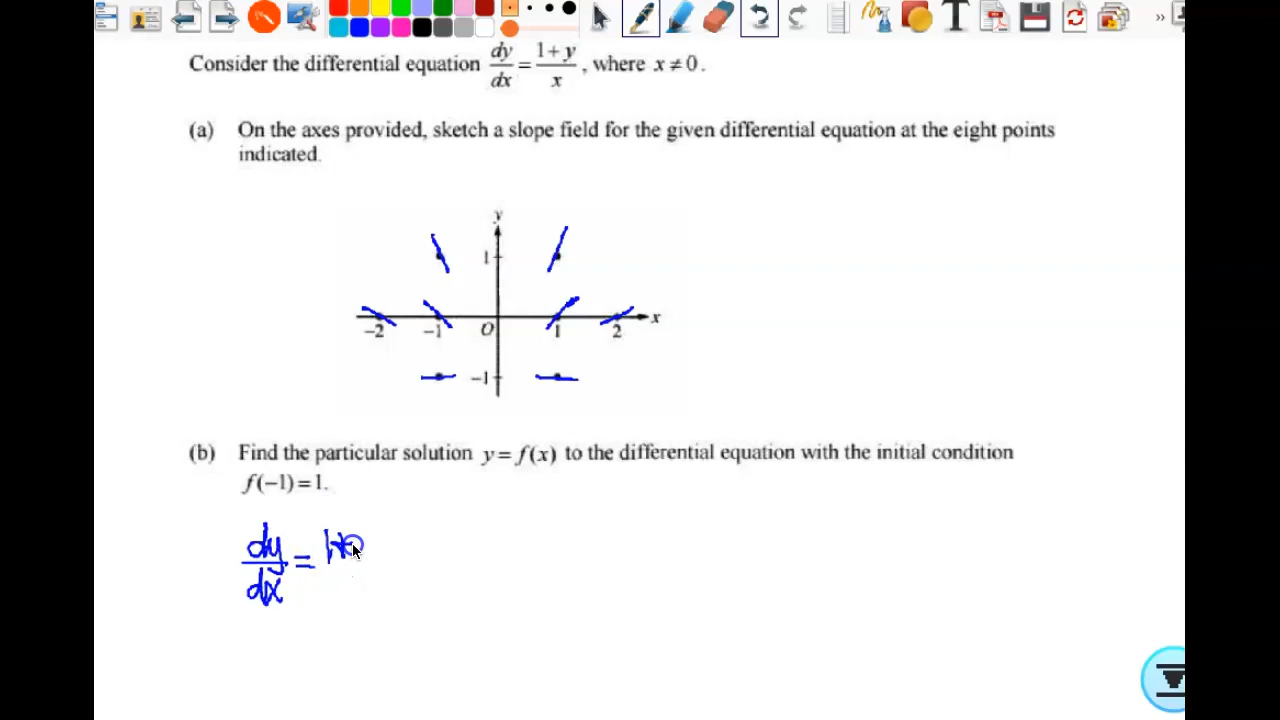 Consider the differential equation dy/dx = (1+y)/x, where x≠0.
(a) On the axes provided, sketch a slope field for the given differential equation at the eight points
indicated.
y
1
-2 -1 O 1 2 x
-1
(b) Find the particular solution y=f(x) to the differential equation with the initial condition
f(-1)=1.
dy/dx =